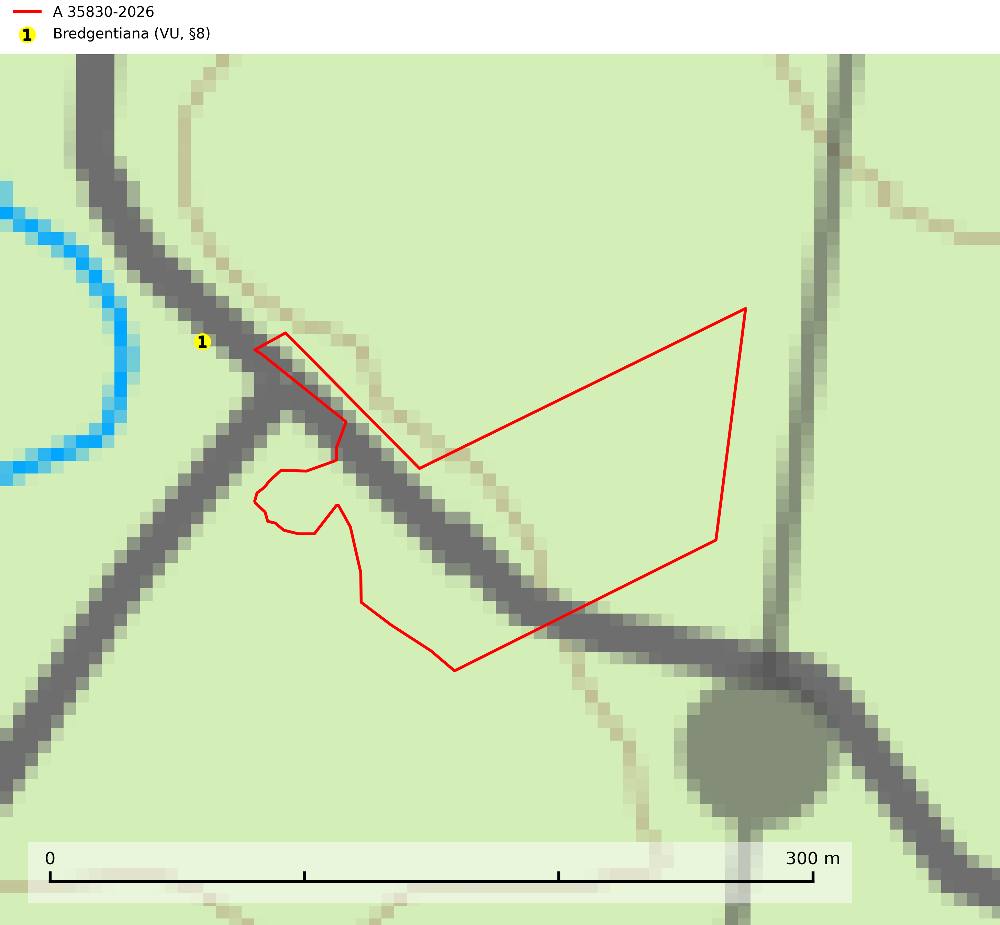 A 35830-2026
1 Bredgentiana (VU, §8)
1
0 300 m